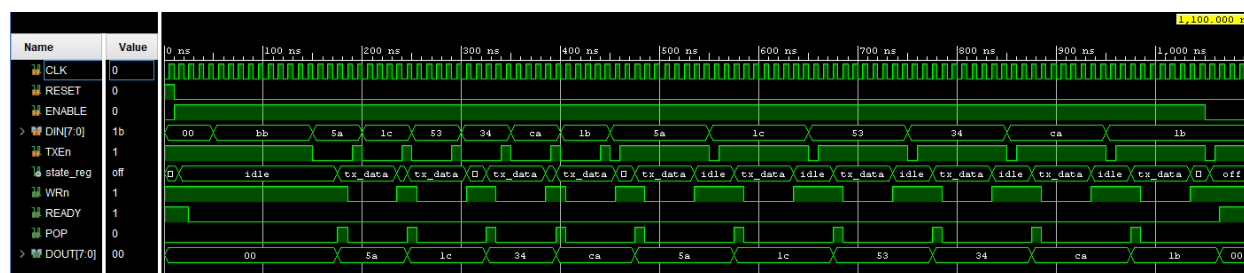 1,100.000 n
Name Value 0 ns 100 ns 200 ns 300 ns 400 ns 500 ns 600 ns 700 ns 800 ns 900 ns 1,000 ns
CLK 0
RESET 0
ENABLE 0
> DIN[7:0] 1b 00 bb 5a 1c 53 34 ca 1b 5a 1c 53 34 ca 1b
TXEn 1
state_reg off idle tx_data tx_data tx_data tx_data tx_data idle tx_data idle tx_data idle tx_data idle tx_data idle tx_data off
WRn 1
READY 1
POP 0
> DOUT[7:0] 00 00 5a 1c 34 ca 5a 1c 53 34 ca 1b 00